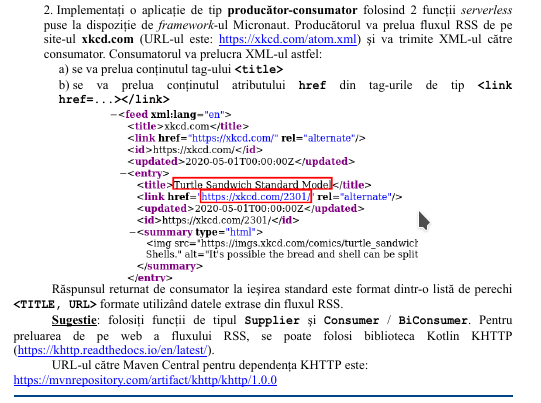 2. Implementați o aplicație de tip producător-consumator folosind 2 funcții serverless
puse la dispoziție de framework-ul Micronaut. Producătorul va prelua fluxul RSS de pe
site-ul xkcd.com (URL-ul este: https://xkcd.com/atom.xml) și va trimite XML-ul către
consumator. Consumatorul va prelucra XML-ul astfel:
a) se va prelua conținutul tag-ului <title>
b) se va prelua conținutul atributului href din tag-urile de tip <link
href=...></link>
−<feed xml:lang="en">
<title>xkcd.com</title>
<link href="https://xkcd.com/" rel="alternate"/>
<id>https://xkcd.com/</id>
<updated>2020-05-01T00:00:00Z</updated>
−<entry>
<title>Turtle Sandwich Standard Model</title>
<link href="https://xkcd.com/2301/" rel="alternate"/>
<updated>2020-05-01T00:00:00Z</updated>
<id>https://xkcd.com/2301/</id>
−<summary type="html">
<img src="https://imgs.xkcd.com/comics/turtle_sandwich
Shells." alt="It's possible the bread and shell can be split
</summary>
</entry>
Răspunsul returnat de consumator la ieșirea standard este format dintr-o listă de perechi
<TITLE, URL> formate utilizând datele extrase din fluxul RSS.
Sugestie: folosiți funcții de tipul Supplier și Consumer / BiConsumer. Pentru
preluarea de pe web a fluxului RSS, se poate folosi biblioteca Kotlin KHTTP
(https://khttp.readthedocs.io/en/latest/).
URL-ul către Maven Central pentru dependența KHTTP este:
https://mvnrepository.com/artifact/khttp/khttp/1.0.0